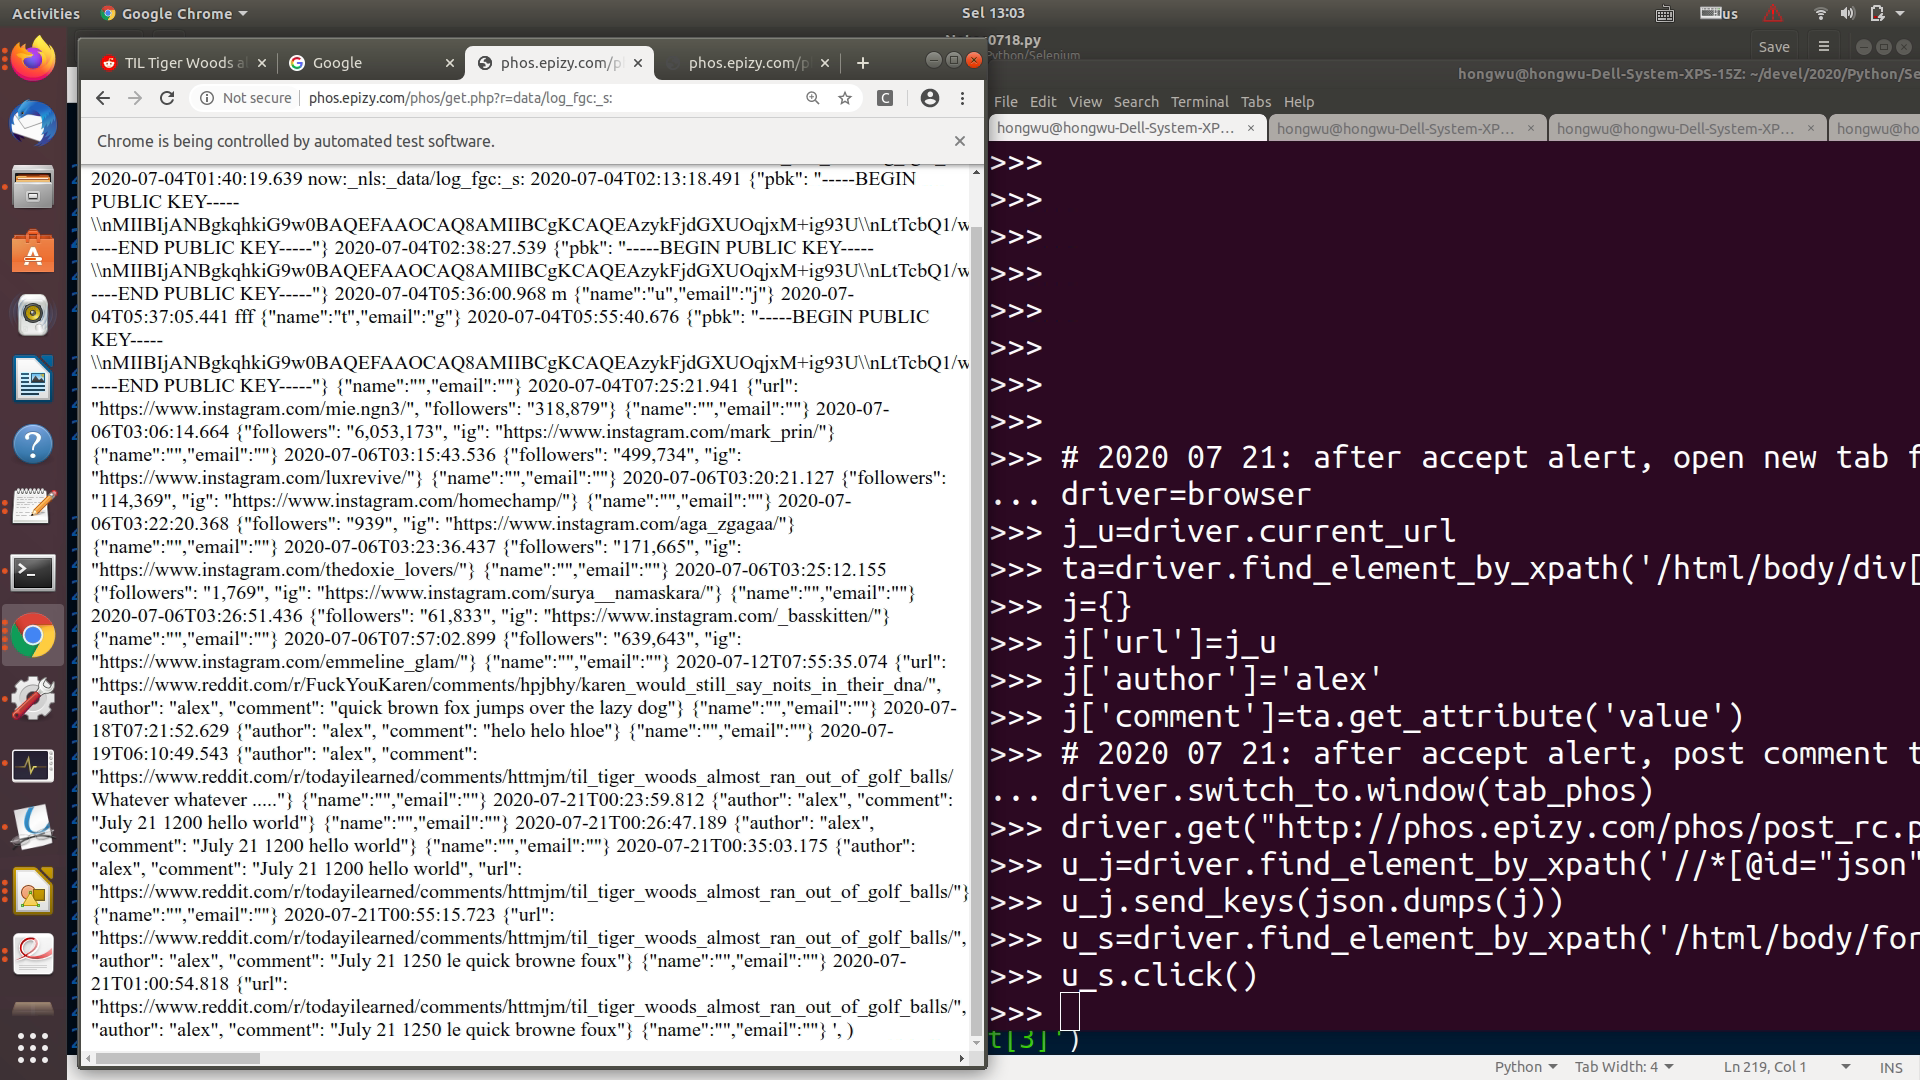 Activities
Google Chrome
Sel 13:03
us
0718.py
Python/Selenium
Save
TIL Tiger Woods al
Google
phos.epizy.com/p
phos.epizy.com/p
Not secure
phos.epizy.com/phos/get.php?r=data/log_fgc:_s:
Chrome is being controlled by automated test software.
2020-07-04T01:40:19.639 now:_nls:_data/log_fgc:_s: 2020-07-04T02:13:18.491 {"pbk": "-----BEGIN
PUBLIC KEY-----
\\nMIIBIjANBgkqhkiG9w0BAQEFAAOCAQ8AMIIBCgKCAQEAzykFjdGXUOqjxM+ig93U\\nLtTcbQ1/w
----END PUBLIC KEY-----"} 2020-07-04T02:38:27.539 {"pbk": "-----BEGIN PUBLIC KEY-----
\\nMIIBIjANBgkqhkiG9w0BAQEFAAOCAQ8AMIIBCgKCAQEAzykFjdGXUOqjxM+ig93U\\nLtTcbQ1/w
----END PUBLIC KEY-----"} 2020-07-04T05:36:00.968 m {"name":"u","email":"j"} 2020-07-
04T05:37:05.441 fff {"name":"t","email":"g"} 2020-07-04T05:55:40.676 {"pbk": "-----BEGIN PUBLIC
KEY-----
\\nMIIBIjANBgkqhkiG9w0BAQEFAAOCAQ8AMIIBCgKCAQEAzykFjdGXUOqjxM+ig93U\\nLtTcbQ1/w
----END PUBLIC KEY-----"} {"name":"","email":""} 2020-07-04T07:25:21.941 {"url":
"https://www.instagram.com/mie.ngn3/", "followers": "318,879"} {"name":"","email":""} 2020-07-
06T03:06:14.664 {"followers": "6,053,173", "ig": "https://www.instagram.com/mark_prin/"}
{"name":"","email":""} 2020-07-06T03:15:43.536 {"followers": "499,734", "ig":
"https://www.instagram.com/luxrevive/"} {"name":"","email":""} 2020-07-06T03:20:21.127 {"followers":
"114,369", "ig": "https://www.instagram.com/homechamp/"} {"name":"","email":""} 2020-07-
06T03:22:20.368 {"followers": "939", "ig": "https://www.instagram.com/aga_zgagaa/"}
{"name":"","email":""} 2020-07-06T03:23:36.437 {"followers": "171,665", "ig":
"https://www.instagram.com/thedoxie_lovers/"} {"name":"","email":""} 2020-07-06T03:25:12.155
{"followers": "1,769", "ig": "https://www.instagram.com/surya__namaskara/"} {"name":"","email":""}
2020-07-06T03:26:51.436 {"followers": "61,833", "ig": "https://www.instagram.com/_basskitten/"}
{"name":"","email":""} 2020-07-06T07:57:02.899 {"followers": "639,643", "ig":
"https://www.instagram.com/emmeline_glam/"} {"name":"","email":""} 2020-07-12T07:55:35.074 {"url":
"https://www.reddit.com/r/FuckYouKaren/comments/hpjbhy/karen_would_still_say_noits_in_their_dna/",
"author": "alex", "comment": "quick brown fox jumps over the lazy dog"} {"name":"","email":""} 2020-07-
18T07:21:52.629 {"author": "alex", "comment": "helo helo hloe"} {"name":"","email":""} 2020-07-
19T06:10:49.543 {"author": "alex", "comment":
"https://www.reddit.com/r/todayilearned/comments/httmjm/til_tiger_woods_almost_ran_out_of_golf_balls/
Whatever whatever ....."} {"name":"","email":""} 2020-07-21T00:23:59.812 {"author": "alex", "comment":
"July 21 1200 hello world"} {"name":"","email":""} 2020-07-21T00:26:47.189 {"author": "alex",
"comment": "July 21 1200 hello world"} {"name":"","email":""} 2020-07-21T00:35:03.175 {"author":
"alex", "comment": "July 21 1200 hello world", "url":
"https://www.reddit.com/r/todayilearned/comments/httmjm/til_tiger_woods_almost_ran_out_of_golf_balls/"}
{"name":"","email":""} 2020-07-21T00:55:15.723 {"url":
"https://www.reddit.com/r/todayilearned/comments/httmjm/til_tiger_woods_almost_ran_out_of_golf_balls/",
"author": "alex", "comment": "July 21 1250 le quick browne foux"} {"name":"","email":""} 2020-07-
21T01:00:54.818 {"url":
"https://www.reddit.com/r/todayilearned/comments/httmjm/til_tiger_woods_almost_ran_out_of_golf_balls/",
"author": "alex", "comment": "July 21 1250 le quick browne foux"} {"name":"","email":""} ', )
hongwu@hongwu-Dell-System-XPS-15Z: ~/devel/2020/Python/Se
File Edit View Search Terminal Tabs Help
hongwu@hongwu-Dell-System-XP...
hongwu@hongwu-Dell-System-XP...
hongwu@hongwu-Dell-System-XP...
hongwu@ho
>>>
>>>
>>>
>>>
>>>
>>>
>>>
>>>
>>> # 2020 07 21: after accept alert, open new tab f
... driver=browser
>>> j_u=driver.current_url
>>> ta=driver.find_element_by_xpath('/html/body/div[
>>> j={}
>>> j['url']=j_u
>>> j['author']='alex'
>>> j['comment']=ta.get_attribute('value')
>>> # 2020 07 21: after accept alert, post comment t
... driver.switch_to.window(tab_phos)
>>> driver.get("http://phos.epizy.com/phos/post_rc.p
>>> u_j=driver.find_element_by_xpath('//*[@id="json"
>>> u_j.send_keys(json.dumps(j))
>>> u_s=driver.find_element_by_xpath('/html/body/for
>>> u_s.click()
>>>
t[3]')
Python
Tab Width: 4
Ln 219, Col 1
INS